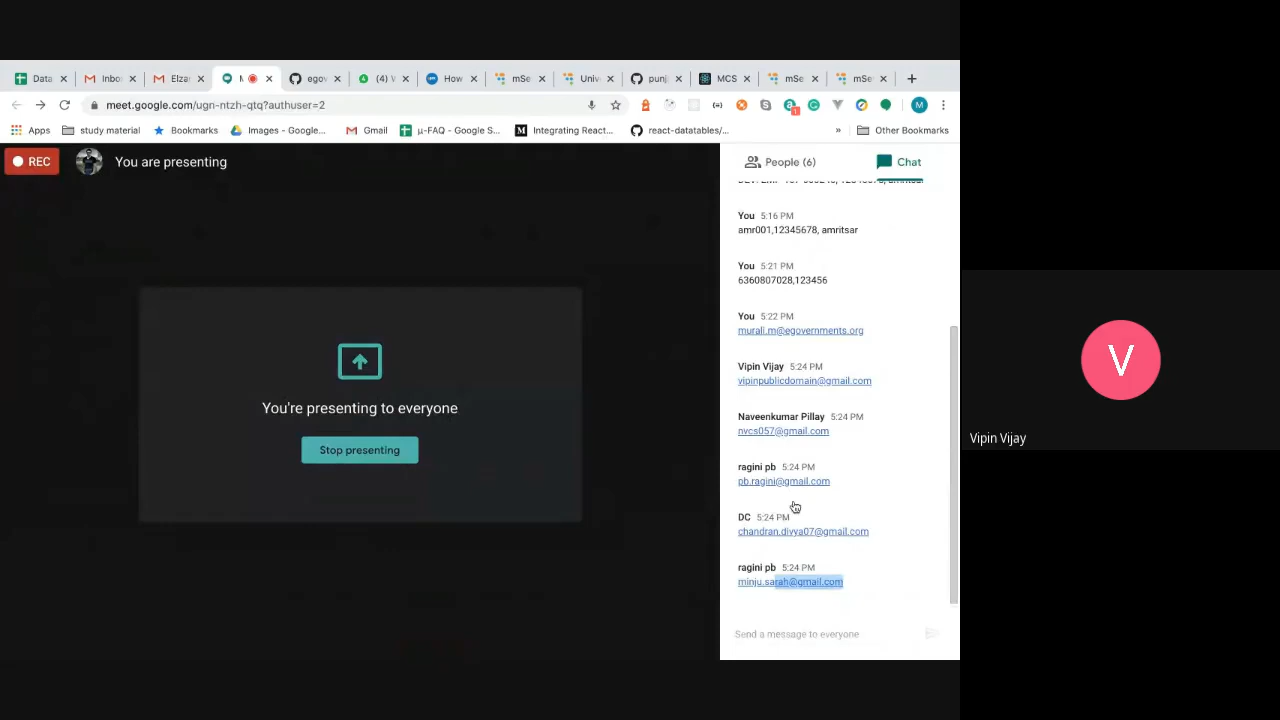 Data
Inbo
Elza
M
egov
(4) W
How
mSe
Univ
punj
MCS
mSe
mSe
meet.google.com/ugn-ntzh-qtq?authuser=2
1
M
Apps
study material
Bookmarks
Images - Google...
Gmail
µ-FAQ - Google S...
Integrating React...
react-datatables/...
»
Other Bookmarks
REC
You are presenting
People (6)
Chat
You 5:16 PM
amr001,12345678, amritsar
You 5:21 PM
6360807028,123456
You 5:22 PM
murali.m@egovernments.org
Vipin Vijay 5:24 PM
vipinpublicdomain@gmail.com
Naveenkumar Pillay 5:24 PM
nvcs057@gmail.com
ragini pb 5:24 PM
pb.ragini@gmail.com
DC 5:24 PM
chandran.divya07@gmail.com
ragini pb 5:24 PM
minju.sarah@gmail.com
Send a message to everyone
You're presenting to everyone
Stop presenting
V
Vipin Vijay